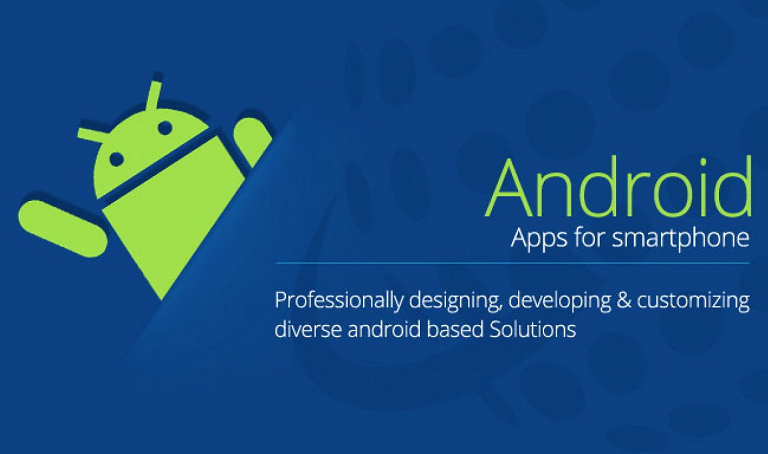 Android
Apps for smartphone
Professionally designing, developing & customizing
diverse android based Solutions